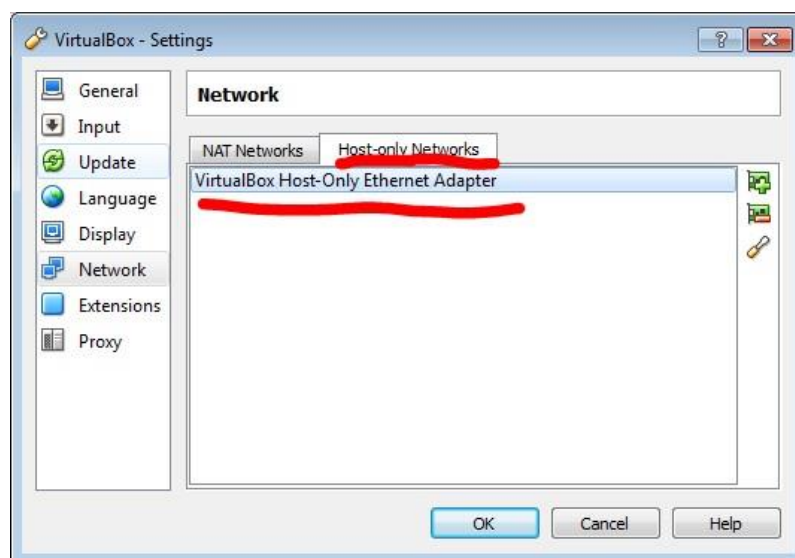 VirtualBox - Settings
General
Input
Update
Language
Display
Network
Extensions
Proxy
Network
NAT Networks
Host-only Networks
VirtualBox Host-Only Ethernet Adapter
OK
Cancel
Help